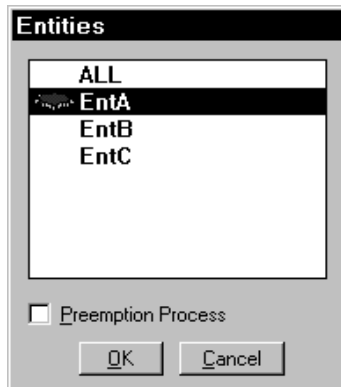 Entities
ALL
EntA
EntB
EntC
Preemption Process
OK Cancel